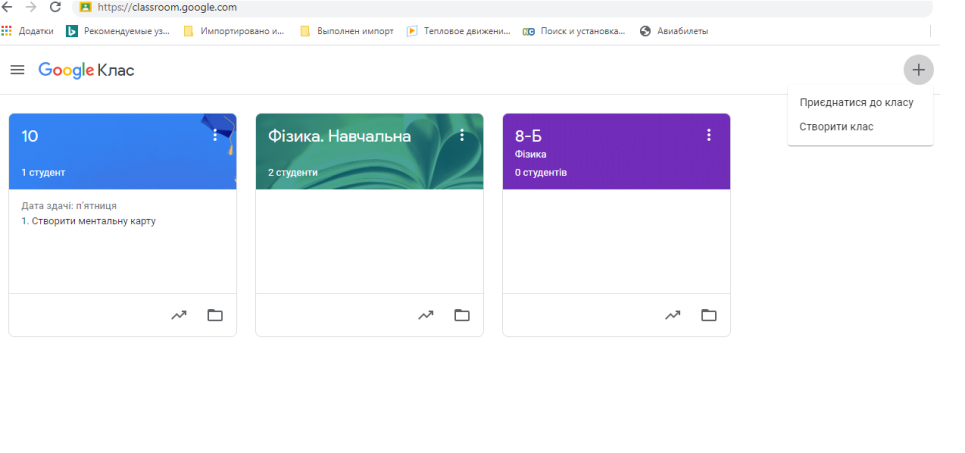 https://classroom.google.com
Додатки Рекомендуемые уз... Импортировано и... Выполнен импорт Тепловое движени... Поиск и установка... Авиабилеты
Google Клас
Приєднатися до класу
Створити клас
10
1 студент
Дата здачі: п'ятниця
1. Створити ментальну карту
Фізика. Навчальна
2 студенти
8-Б
Фізика
0 студентів